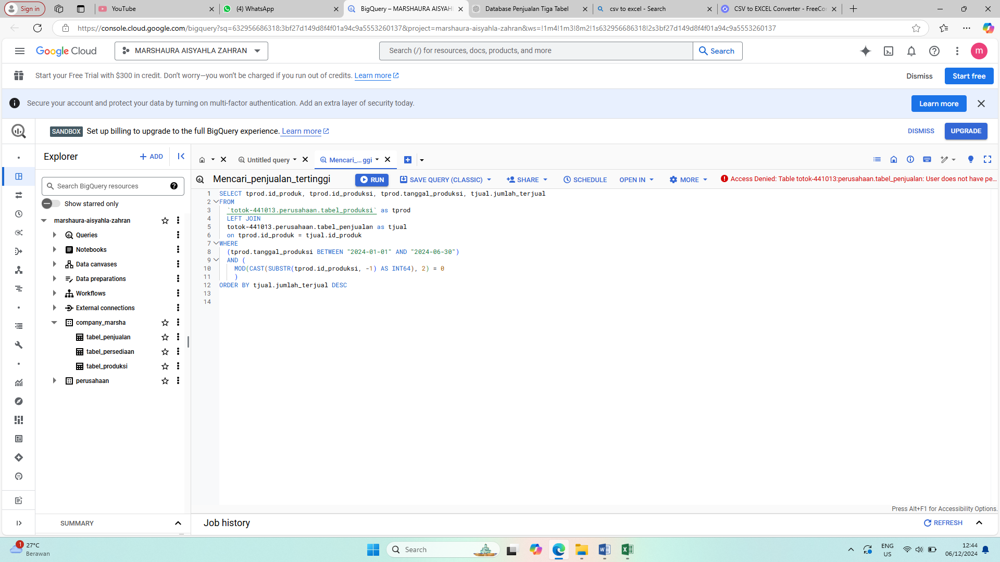 Sign in
YouTube
(4) WhatsApp
BigQuery – MARSHAURA AISYAHL
Database Penjualan Tiga Tabel
csv to excel - Search
CSV to EXCEL Converter - FreeCo
https://console.cloud.google.com/bigquery?sq=632956686318:3bf27d149d8f4f01a94c9a5553260137&project=marshaura-aisyahla-zahran&ws=!1m4!1m3!8m2!1s632956686318!2s3bf27d149d8f4f01a94c9a5553260137
Google Cloud
MARSHAURA AISYAHLA ZAHRAN
Search (/) for resources, docs, products, and more
Search
m
Start your Free Trial with $300 in credit. Don’t worry—you won’t be charged if you run out of credits. Learn more
Dismiss
Start free
Secure your account and protect your data by turning on multi-factor authentication. Add an extra layer of security today.
Learn more
SANDBOX Set up billing to upgrade to the full BigQuery experience. Learn more
DISMISS
UPGRADE
Explorer
+ ADD
Untitled query
Mencari_... ggi
Search BigQuery resources
Mencari_penjualan_tertinggi
RUN
SAVE QUERY (CLASSIC)
SHARE
SCHEDULE
OPEN IN
MORE
Access Denied: Table totok-441013:perusahaan.tabel_penjualan: User does not have pe...
Show starred only
marshaura-aisyahla-zahran
Queries
Notebooks
Data canvases
Data preparations
Workflows
External connections
company_marsha
tabel_penjualan
tabel_persediaan
tabel_produksi
perusahaan
1 SELECT tprod.id_produk, tprod.id_produksi, tprod.tanggal_produksi, tjual.jumlah_terjual
2 FROM
3 `totok-441013.perusahaan.tabel_produksi` as tprod
4 LEFT JOIN
5 totok-441013.perusahaan.tabel_penjualan as tjual
6 on tprod.id_produk = tjual.id_produk
7 WHERE
8 (tprod.tanggal_produksi BETWEEN "2024-01-01" AND "2024-06-30")
9 AND (
10 MOD(CAST(SUBSTR(tprod.id_produksi, -1) AS INT64), 2) = 0
11 )
12 ORDER BY tjual.jumlah_terjual DESC
13
14
Press Alt+F1 for Accessibility Options.
SUMMARY
Job history
REFRESH
1
27°C
Berawan
Search
ENG
US
12:44
06/12/2024